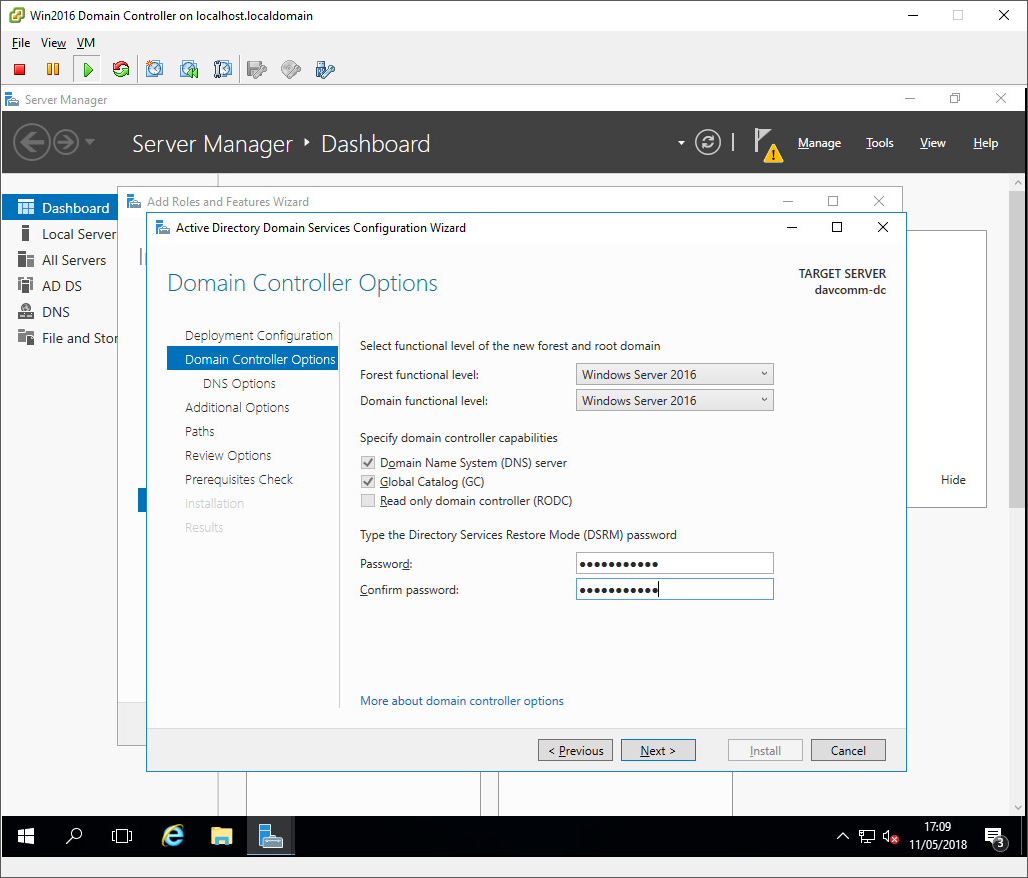 Win2016 Domain Controller on localhost.localdomain
File View VM
Server Manager
Server Manager Dashboard
Manage Tools View Help
Dashboard
Local Server
All Servers
AD DS
DNS
File and Stor
Add Roles and Features Wizard
Active Directory Domain Services Configuration Wizard
Domain Controller Options
TARGET SERVER
davcomm-dc
Deployment Configuration
Domain Controller Options
DNS Options
Additional Options
Paths
Review Options
Prerequisites Check
Installation
Results
Select functional level of the new forest and root domain
Forest functional level: Windows Server 2016
Domain functional level: Windows Server 2016
Specify domain controller capabilities
Domain Name System (DNS) server
Global Catalog (GC)
Read only domain controller (RODC)
Type the Directory Services Restore Mode (DSRM) password
Password: ●●●●●●●●●●●
Confirm password: ●●●●●●●●●●●
More about domain controller options
Hide
< Previous Next > Install Cancel
17:09
11/05/2018
3